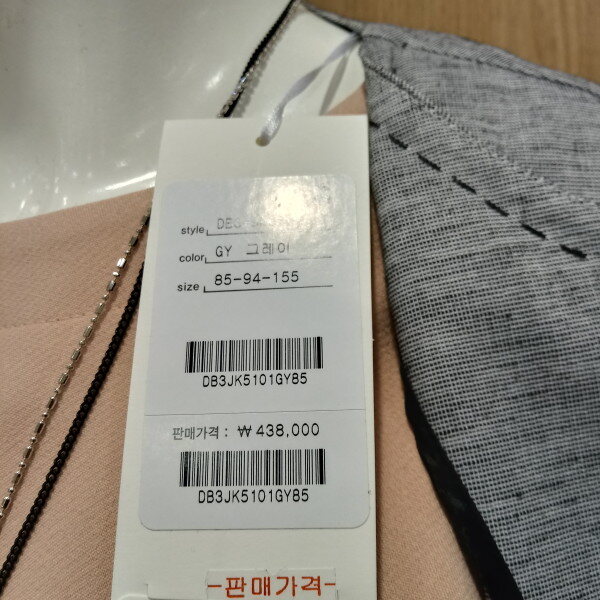 style
color GY 그레이
size 85-94-155
DB3JK5101GY85
판매가격 : ₩ 438,000
DB3JK5101GY85
-판매가격-